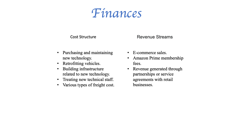 Finances
Cost Structure
Revenue Streams
• Purchasing and maintaining
new technology.
• Retrofitting vehicles.
• Building infrastructure
related to new technology.
• Treating new technical staff.
• Various types of freight cost.
• E-commerce sales.
• Amazon Prime membership
fees.
• Revenue generated through
partnerships or service
agreements with retail
businesses.